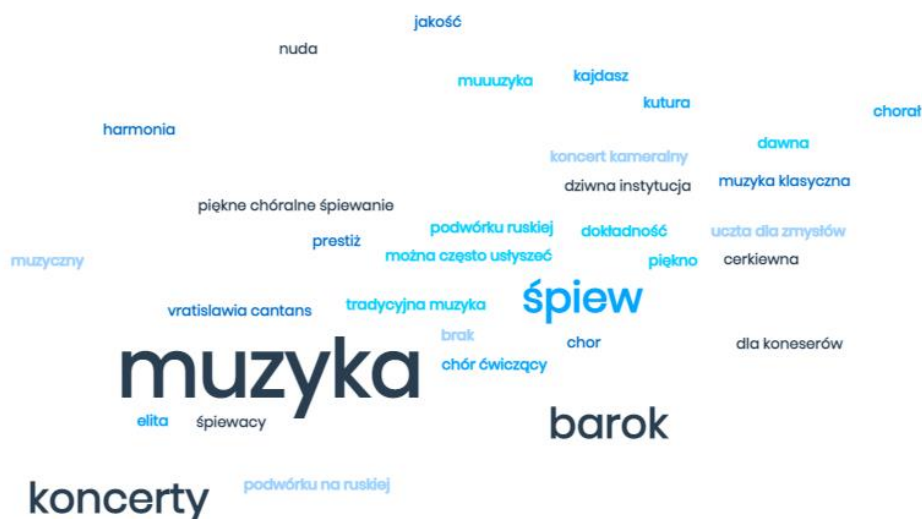 jakość
nuda
muuuzyka
kajdasz
kutura
chorał
harmonia
dawna
koncert kameralny
dziwna instytucja
muzyka klasyczna
piękne chóralne śpiewanie
podwórku ruskiej
dokładność
uczta dla zmysłów
prestiż
można często usłyszeć
piękno
cerkiewna
muzyczny
śpiew
vratislavia cantans
tradycyjna muzyka
brak
chor
dla koneserów
muzyka
chór ćwiczący
elita
śpiewacy
barok
koncerty
podwórku na ruskiej